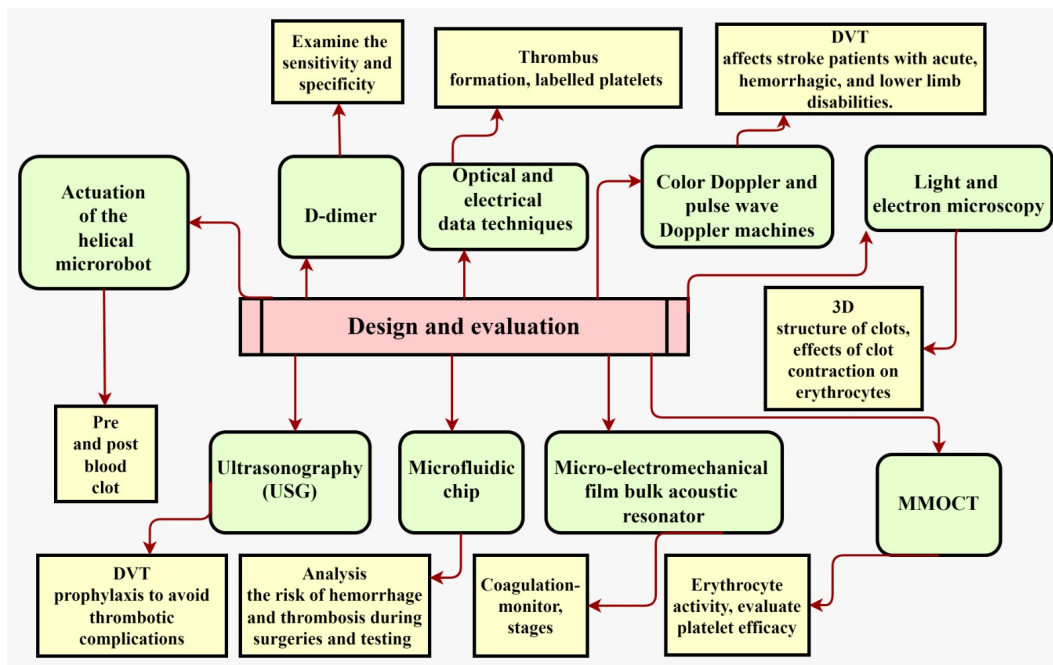 Examine the
sensitivity and
specificity
Thrombus
formation, labelled platelets
DVT
affects stroke patients with acute,
hemorrhagic, and lower limb
disabilities.
Actuation
of the
helical
microrobot
D-dimer
Optical and
electrical
data techniques
Color Doppler and
pulse wave
Doppler machines
Light and
electron microscopy
Design and evaluation
3D
structure of clots,
effects of clot
contraction on
erythrocytes
Pre
and post
blood
clot
Ultrasonography
(USG)
Microfluidic
chip
Micro-electromechanical
film bulk acoustic
resonator
MMOCT
DVT
prophylaxis to avoid
thrombotic
complications
Analysis
the risk of hemorrhage
and thrombosis during
surgeries and testing
Coagulation-
monitor,
stages
Erythrocyte
activity, evaluate
platelet efficacy